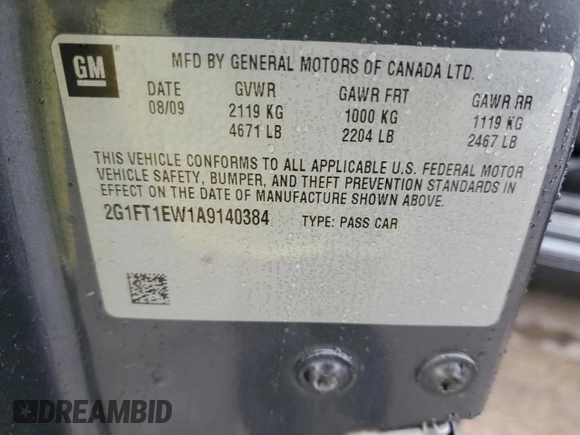 GM
MFD BY GENERAL MOTORS OF CANADA LTD.
DATE GVWR GAWR FRT GAWR RR
08/09 2119 KG 1000 KG 1119 KG
4671 LB 2204 LB 2467 LB
THIS VEHICLE CONFORMS TO ALL APPLICABLE U.S. FEDERAL MOTOR
VEHICLE SAFETY, BUMPER, AND THEFT PREVENTION STANDARDS IN
EFFECT ON THE DATE OF MANUFACTURE SHOWN ABOVE.
2G1FT1EW1A9140384 TYPE: PASS CAR
DREAMBID